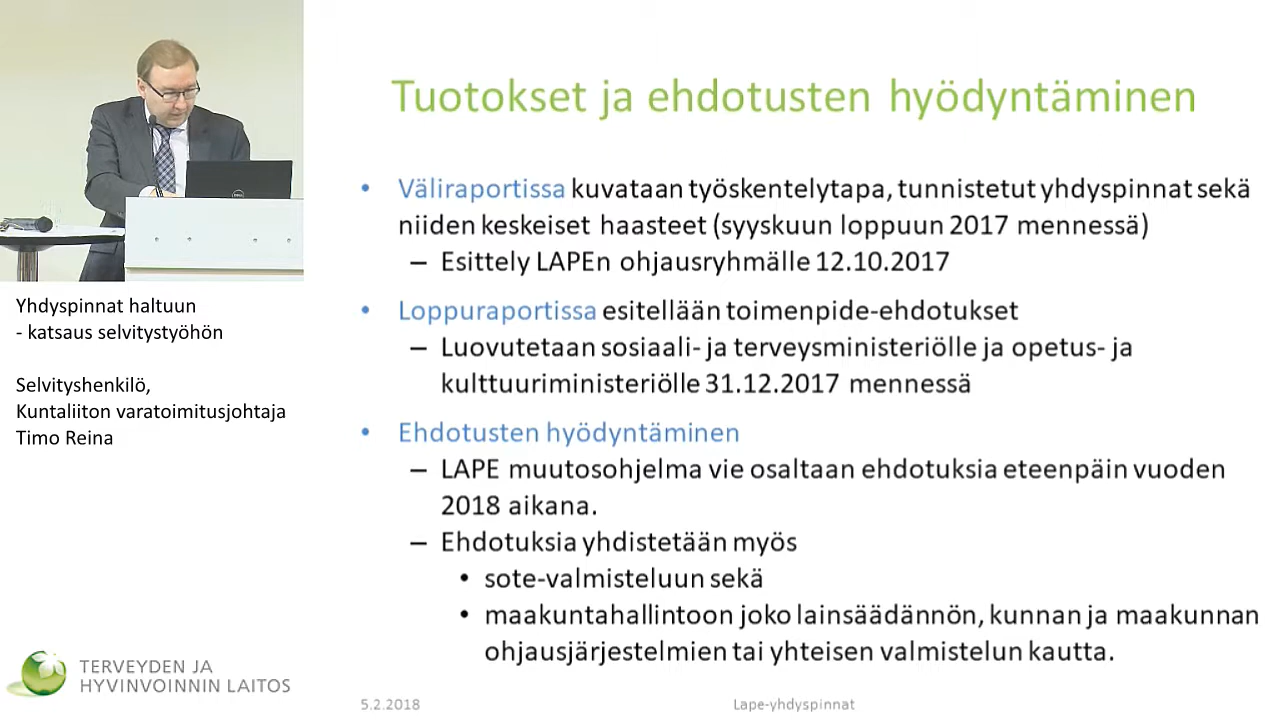 Tuotokset ja ehdotusten hyödyntäminen
• Väliraportissa kuvataan työskentelytapa, tunnistetut yhdyspinnat sekä
niiden keskeiset haasteet (syyskuun loppuun 2017 mennessä)
– Esittely LAPEn ohjausryhmälle 12.10.2017
• Loppuraportissa esitellään toimenpide-ehdotukset
– Luovutetaan sosiaali- ja terveysministeriölle ja opetus- ja
kulttuuriministeriölle 31.12.2017 mennessä
• Ehdotusten hyödyntäminen
– LAPE muutosohjelma vie osaltaan ehdotuksia eteenpäin vuoden
2018 aikana.
– Ehdotuksia yhdistetään myös
• sote-valmisteluun sekä
• maakuntahallintoon joko lainsäädännön, kunnan ja maakunnan
ohjausjärjestelmien tai yhteisen valmistelun kautta.
5.2.2018
Lape-yhdyspinnat
Yhdyspinnat haltuun
- katsaus selvitystyöhön
Selvityshenkilö,
Kuntaliiton varatoimitusjohtaja
Timo Reina
TERVEYDEN JA
HYVINVOINNIN LAITOS